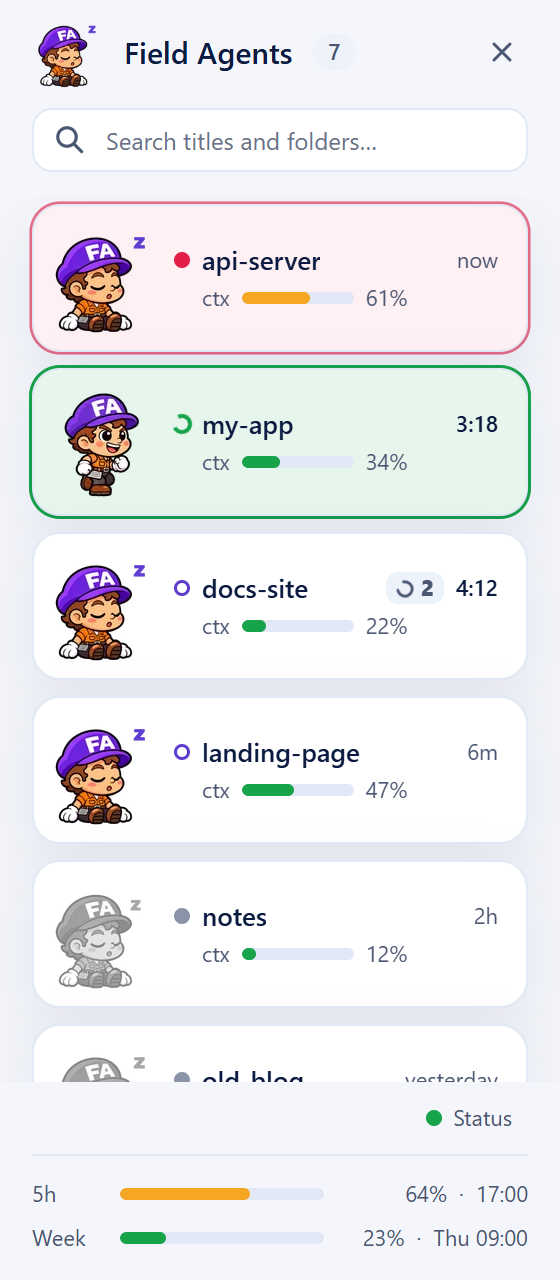 FA z
Field Agents 7
Search titles and folders...
FA z
api-server now
ctx 61%
FA
my-app 3:18
ctx 34%
FA z
docs-site 2 4:12
ctx 22%
FA z
landing-page 6m
ctx 47%
FA z
notes 2h
ctx 12%
FA z
old-blog yesterday
Status
5h 64% · 17:00
Week 23% · Thu 09:00